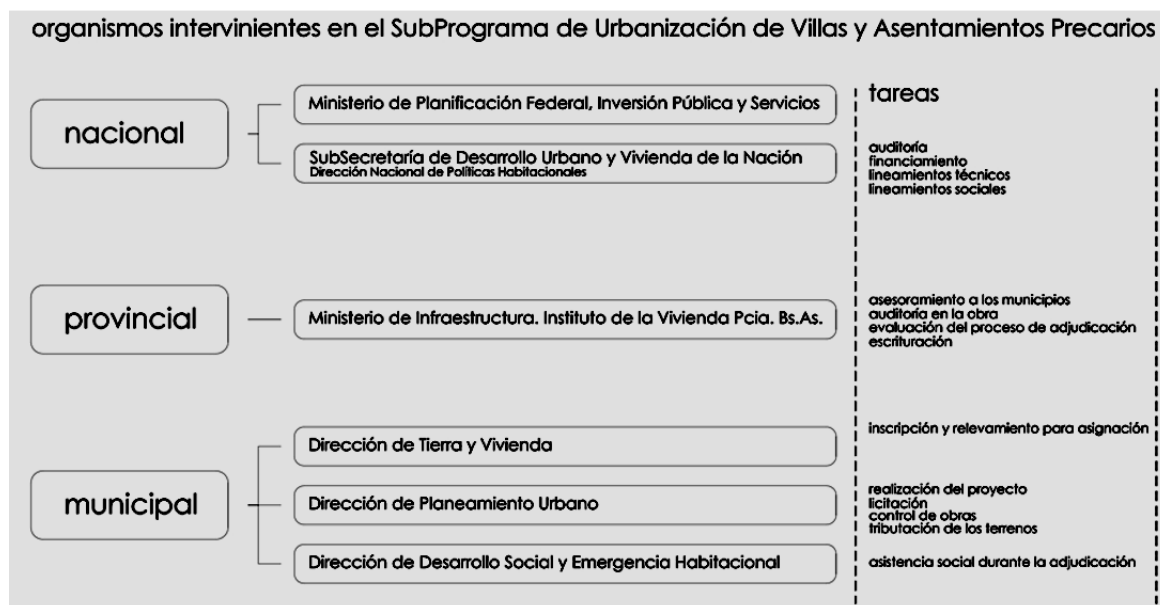 organismos intervinientes en el SubPrograma de Urbanización de Villas y Asentamientos Precarios
nacional
Ministerio de Planificación Federal, Inversión Pública y Servicios
SubSecretaría de Desarrollo Urbano y Vivienda de la Nación
Dirección Nacional de Políticas Habitacionales
tareas
auditoría
financiamiento
lineamientos técnicos
lineamientos sociales
provincial
Ministerio de Infraestructura. Instituto de la Vivienda Pcia. Bs.As.
asesoramiento a los municipios
auditoría en la obra
evaluación del proceso de adjudicación
escrituración
municipal
Dirección de Tierra y Vivienda
inscripción y relevamiento para asignación
Dirección de Planeamiento Urbano
realización del proyecto
licitación
control de obras
tributación de los terrenos
Dirección de Desarrollo Social y Emergencia Habitacional
asistencia social durante la adjudicación